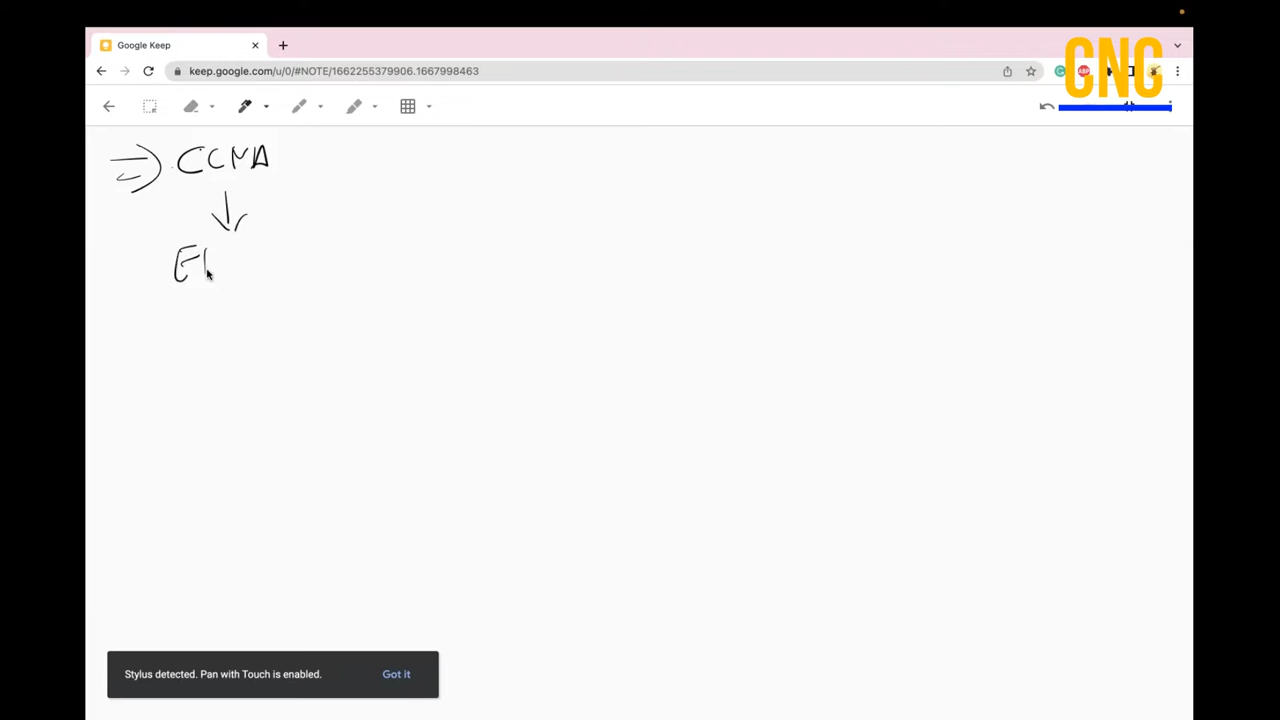 Google Keep
CNC
keep.google.com/u/0/#NOTE/1662255379906.1667998463
ABP
CCMA
Stylus detected. Pan with Touch is enabled.
Got it